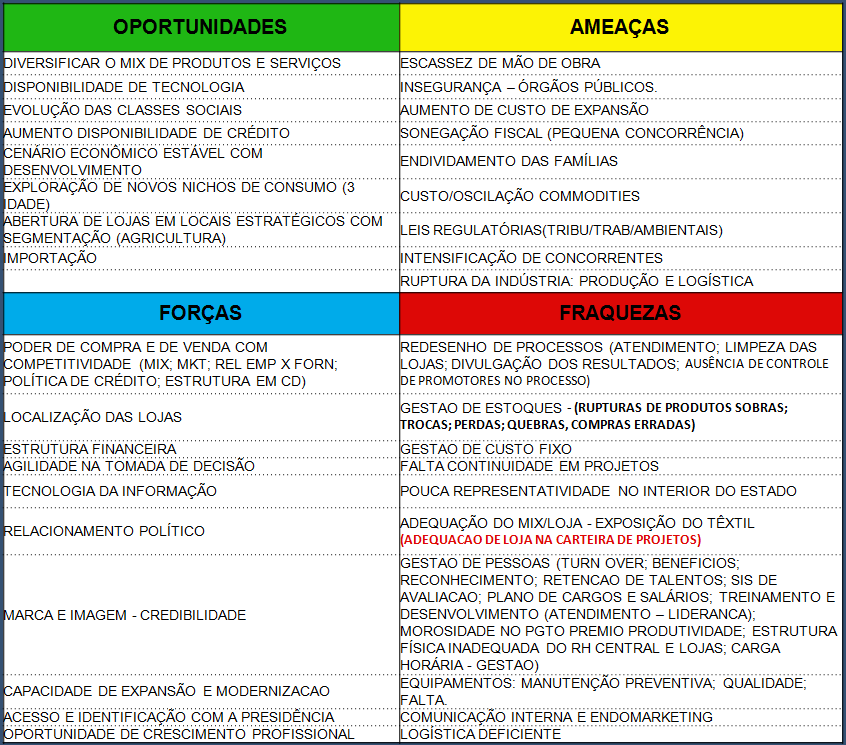 OPORTUNIDADES
DIVERSIFICAR O MIX DE PRODUTOS E SERVIÇOS
DISPONIBILIDADE DE TECNOLOGIA
EVOLUÇÃO DAS CLASSES SOCIAIS
AUMENTO DISPONIBILIDADE DE CRÉDITO
CENÁRIO ECONÔMICO ESTÁVEL COM
DESENVOLVIMENTO
EXPLORAÇÃO DE NOVOS NICHOS DE CONSUMO (3
IDADE)
ABERTURA DE LOJAS EM LOCAIS ESTRATÉGICOS COM
SEGMENTAÇÃO (AGRICULTURA)
IMPORTAÇÃO
AMEAÇAS
ESCASSEZ DE MÃO DE OBRA
INSEGURANÇA – ÓRGÃOS PÚBLICOS.
AUMENTO DE CUSTO DE EXPANSÃO
SONEGAÇÃO FISCAL (PEQUENA CONCORRÊNCIA)
ENDIVIDAMENTO DAS FAMÍLIAS
CUSTO/OSCILAÇÃO COMMODITIES
LEIS REGULATÓRIAS(TRIBU/TRAB/AMBIENTAIS)
INTENSIFICAÇÃO DE CONCORRENTES
RUPTURA DA INDÚSTRIA: PRODUÇÃO E LOGÍSTICA
FORÇAS
PODER DE COMPRA E DE VENDA COM
COMPETITIVIDADE (MIX; MKT; REL EMP X FORN;
POLÍTICA DE CRÉDITO; ESTRUTURA EM CD)
LOCALIZAÇÃO DAS LOJAS
ESTRUTURA FINANCEIRA
AGILIDADE NA TOMADA DE DECISÃO
TECNOLOGIA DA INFORMAÇÃO
RELACIONAMENTO POLÍTICO
MARCA E IMAGEM - CREDIBILIDADE
CAPACIDADE DE EXPANSÃO E MODERNIZACAO
ACESSO E IDENTIFICAÇÃO COM A PRESIDÊNCIA
OPORTUNIDADE DE CRESCIMENTO PROFISSIONAL
FRAQUEZAS
REDESENHO DE PROCESSOS (ATENDIMENTO; LIMPEZA DAS
LOJAS; DIVULGAÇÃO DOS RESULTADOS; AUSÊNCIA DE CONTROLE
DE PROMOTORES NO PROCESSO)
GESTAO DE ESTOQUES - (RUPTURAS DE PRODUTOS SOBRAS;
TROCAS; PERDAS; QUEBRAS, COMPRAS ERRADAS)
GESTAO DE CUSTO FIXO
FALTA CONTINUIDADE EM PROJETOS
POUCA REPRESENTATIVIDADE NO INTERIOR DO ESTADO
ADEQUAÇÃO DO MIX/LOJA - EXPOSIÇÃO DO TÊXTIL
(ADEQUACAO DE LOJA NA CARTEIRA DE PROJETOS)
GESTAO DE PESSOAS (TURN OVER; BENEFICIOS;
RECONHECIMENTO; RETENCAO DE TALENTOS; SIS DE
AVALIACAO; PLANO DE CARGOS E SALÁRIOS; TREINAMENTO E
DESENVOLVIMENTO (ATENDIMENTO – LIDERANCA);
MOROSIDADE NO PGTO PREMIO PRODUTIVIDADE; ESTRUTURA
FÍSICA INADEQUADA DO RH CENTRAL E LOJAS; CARGA
HORÁRIA - GESTAO)
EQUIPAMENTOS: MANUTENÇÃO PREVENTIVA; QUALIDADE;
FALTA.
COMUNICAÇÃO INTERNA E ENDOMARKETING
LOGÍSTICA DEFICIENTE